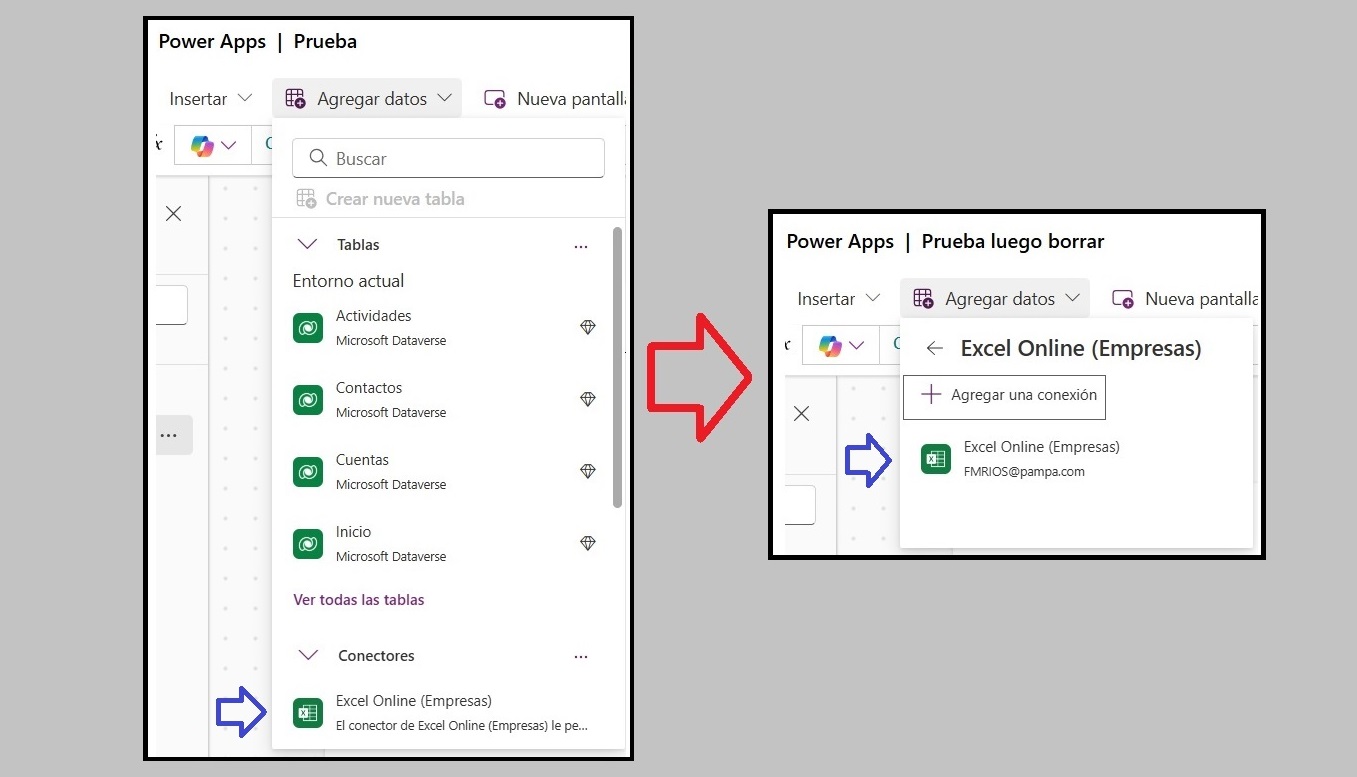 Power Apps | Prueba
Insertar Agregar datos Nueva pantall
Buscar
Crear nueva tabla
Tablas ...
Entorno actual
Actividades
Microsoft Dataverse
Contactos
Microsoft Dataverse
Cuentas
Microsoft Dataverse
Inicio
Microsoft Dataverse
Ver todas las tablas
Conectores ...
Excel Online (Empresas)
El conector de Excel Online (Empresas) le pe...
Power Apps | Prueba luego borrar
Insertar Agregar datos Nueva pantalla
Excel Online (Empresas)
Agregar una conexión
Excel Online (Empresas)
FMRIOS@pampa.com